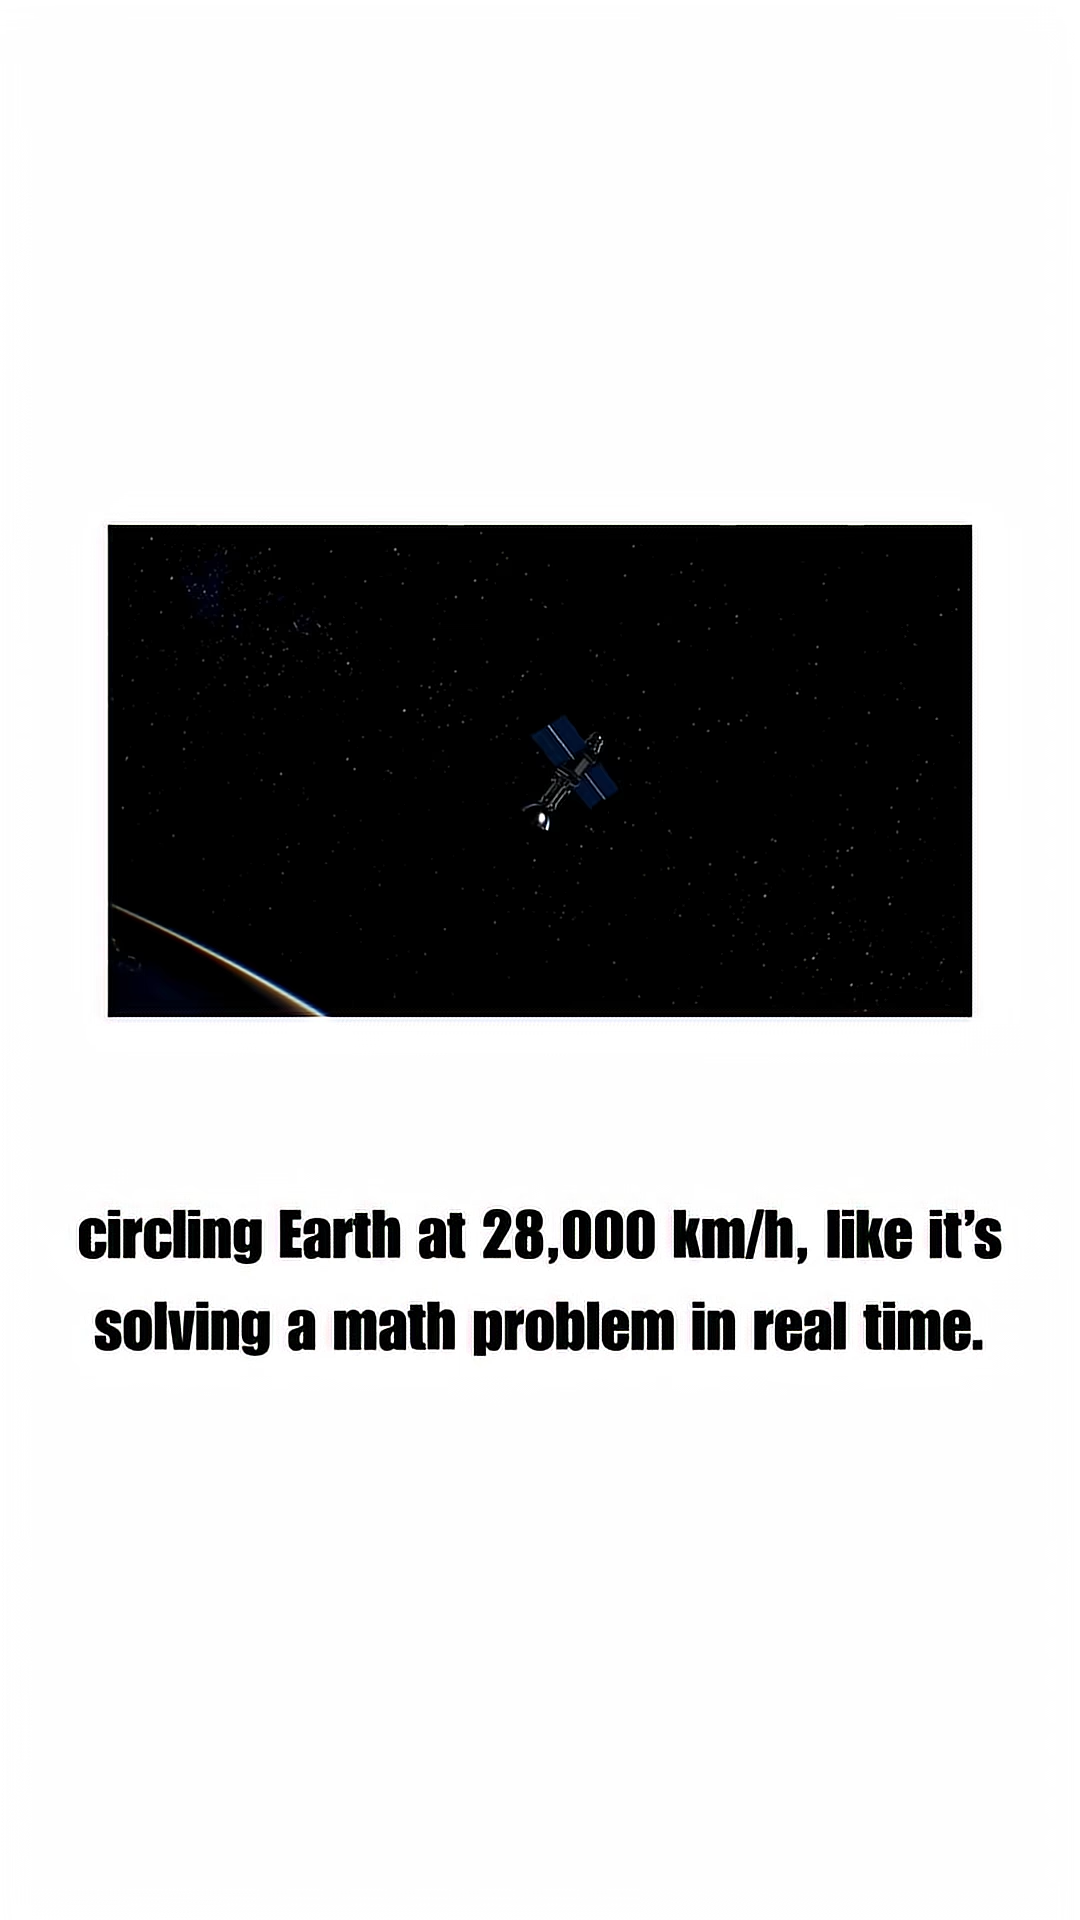 circling Earth at 28,000 km/h, like it’s
solving a math problem in real time.